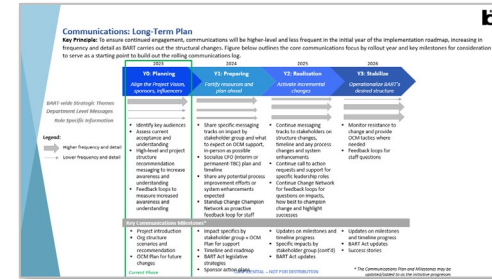 Communications: Long-Term Plan
Key Principle: To ensure continued engagement, communications will be higher-level and less frequent in the initial year of the implementation roadmap, increasing in
frequency and detail as BART carries out the structural changes. Figure below outlines the core communications focus by rollout year and key milestones for consideration
to serve as a starting point to build out the rolling communications log.
2023
2024
2025
2026
Y0: Planning
Align the Project Vision,
sponsors, influencers
Y1: Preparing
Fortify resources and
plan ahead
Y2: Realization
Activate incremental
changes
Y3: Stabilize
Operationalize BART's
desired structure
BART-wide Strategic Themes
Department Level Messages
Role Specific Information
Legend:
Higher frequency and detail
Lower frequency and detail
• Identify key audiences
• Assess current
acceptance and
understanding
• High-level and project
structure
recommendation
messaging to increase
awareness and
understanding
• Feedback loops to
measure increased
awareness and
understanding
• Share specific messaging
tracks on impact by
stakeholder group and what
to expect on OCM support,
in-person as possible
• Socialize CFO (interim or
permanent-TBC) plan and
timeline
• Share any potential process
improvement efforts or
system enhancements
expected
• Standup Change Champion
Network as proactive
feedback loop for staff
• Continue messaging
tracks to stakeholders on
structure changes,
timeline and any process
changes and system
enhancements
• Continue call to action
requests and support for
specific leadership roles
• Continue Change Network
for feedback loops for
questions on impacts,
how best to champion
change and highlight
successes
• Monitor resistance to
change and provide
OCM tactics where
needed
• Feedback loops for
staff questions
Key Communications Milestones*
• Project introduction
• Org structure
scenarios and
recommendation
• OCM Plan for future
changes
Current Phase
• Impact specifics by
stakeholder group + OCM
Plan for support
• Timeline and roadmap
• BART Act legislative
strategies
• Sponsor action plans
• Updates on milestones and
timeline progress
• Specific impacts by
stakeholder group (cont'd)
• BART Act updates
• Updates on milestones
and timeline progress
• BART Act updates
• Success stories
CONFIDENTIAL – NOT FOR DISTRIBUTION
* The Communications Plan and Milestones may be
updated/added to as the initiative progresses